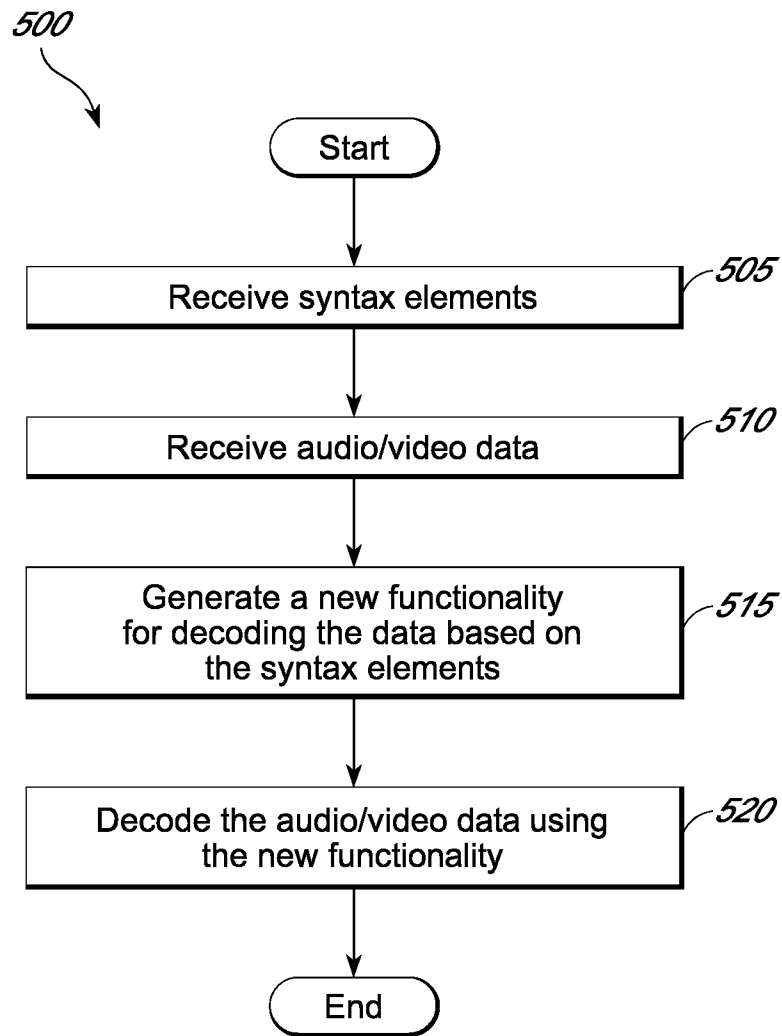 500
Start
Receive syntax elements
505
Receive audio/video data
510
Generate a new functionality
for decoding the data based on
the syntax elements
515
Decode the audio/video data using
the new functionality
520
End